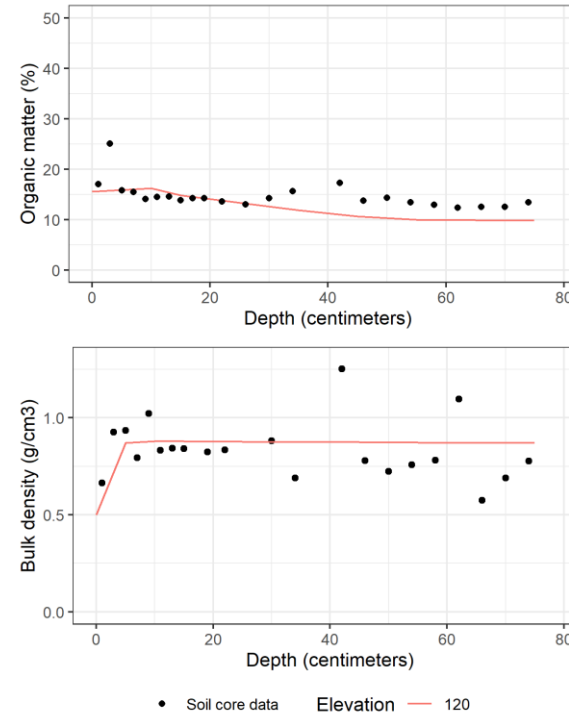 50
40
30
20
10
0
Organic matter (%)
0 20 40 60 80
Depth (centimeters)
1.0
0.5
0.0
Bulk density (g/cm3)
0 20 40 60 80
Depth (centimeters)
Soil core data Elevation 120